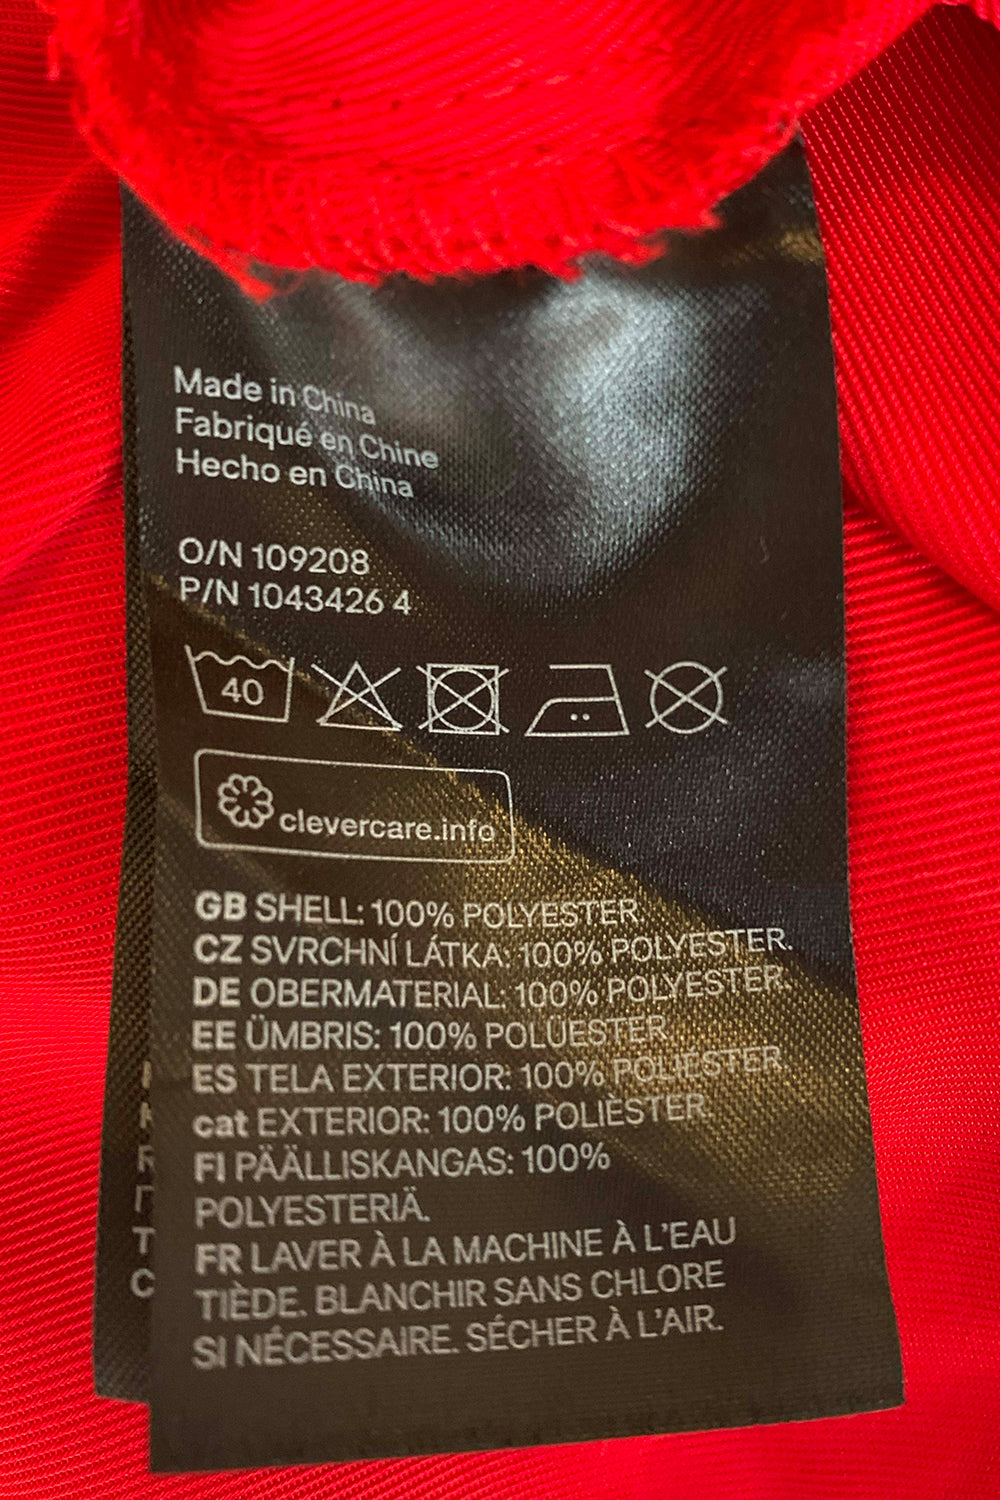 Made in China
Fabriqué en Chine
Hecho en China
O/N 109208
P/N 1043426 4
40
clevercare.info
GB SHELL: 100% POLYESTER.
CZ SVRCHNÍ LÁTKA: 100% POLYESTER.
DE OBERMATERIAL: 100% POLYESTER.
EE ÜMBRIS: 100% POLÜESTER.
ES TELA EXTERIOR: 100% POLIÉSTER.
cat EXTERIOR: 100% POLIÈSTER.
FI PÄÄLLISKANGAS: 100%
POLYESTERIÄ.
FR LAVER À LA MACHINE À L'EAU
TIÈDE. BLANCHIR SANS CHLORE
SI NÉCESSAIRE. SÉCHER À L'AIR.